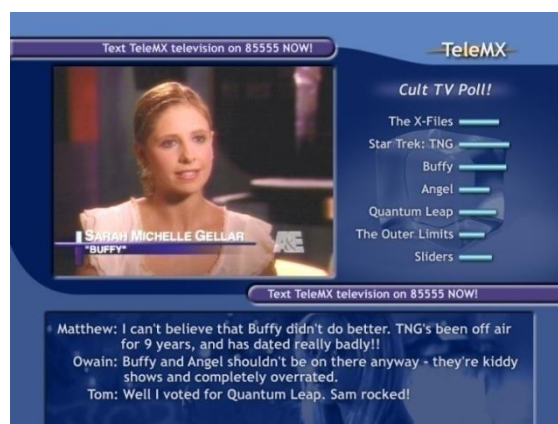 Text TeleMX television on 85555 NOW!
TeleMX
Cult TV Poll!
The X-Files
Star Trek: TNG
Buffy
Angel
Quantum Leap
The Outer Limits
Sliders
SARAH MICHELLE GELLAR
"BUFFY"
A&E
Text TeleMX television on 85555 NOW!
Matthew: I can't believe that Buffy didn't do better. TNG's been off air
for 9 years, and has dated really badly!!
Owain: Buffy and Angel shouldn't be on there anyway - they're kiddy
shows and completely overrated.
Tom: Well I voted for Quantum Leap. Sam rocked!